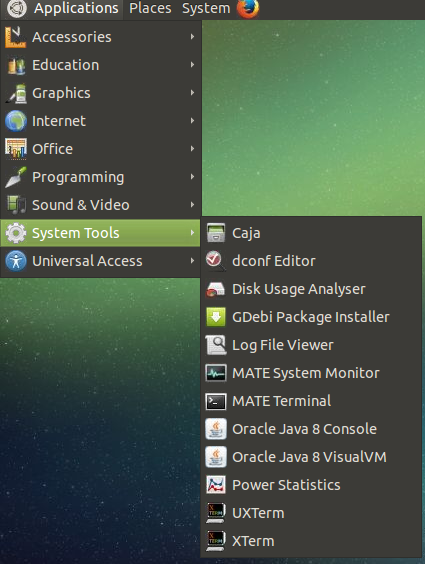 Applications Places System
Accessories
Education
Graphics
Internet
Office
Programming
Sound & Video
System Tools
Universal Access
Caja
dconf Editor
Disk Usage Analyser
GDebi Package Installer
Log File Viewer
MATE System Monitor
MATE Terminal
Oracle Java 8 Console
Oracle Java 8 VisualVM
Power Statistics
UXTerm
XTerm